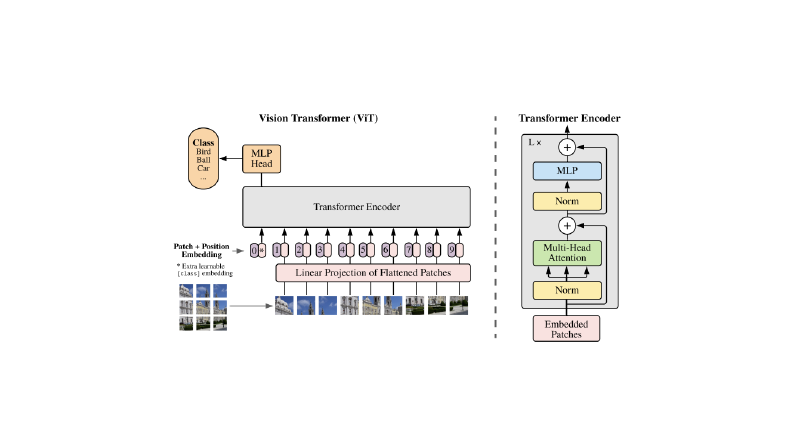 Vision Transformer (ViT)
Class
Bird
Ball
Car
...
MLP
Head
Transformer Encoder
Patch + Position
Embedding
* Extra learnable
[class] embedding
0 * 1 2 3 4 5 6 7 8 9
Linear Projection of Flattened Patches
Transformer Encoder
L ×
+
MLP
Norm
+
Multi-Head
Attention
Norm
Embedded
Patches